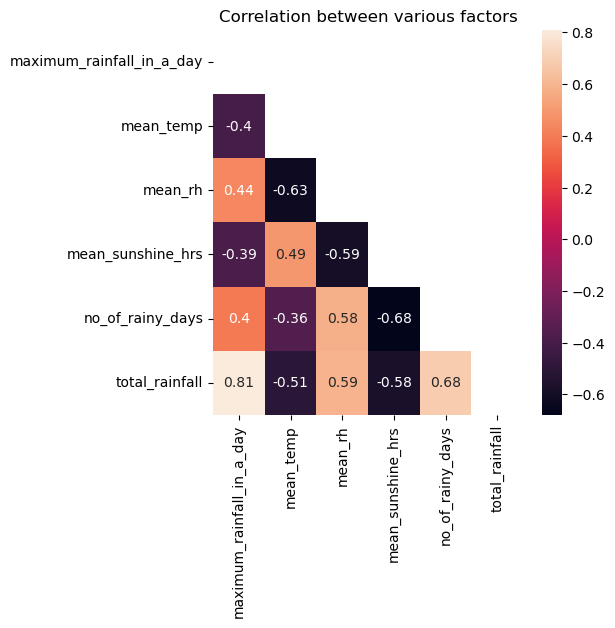 Correlation between various factors
maximum_rainfall_in_a_day
mean_temp
-0.4
mean_rh
0.44 -0.63
mean_sunshine_hrs
-0.39 0.49 -0.59
no_of_rainy_days
0.4 -0.36 0.58 -0.68
total_rainfall
0.81 -0.51 0.59 -0.58 0.68
maximum_rainfall_in_a_day
mean_temp
mean_rh
mean_sunshine_hrs
no_of_rainy_days
total_rainfall
0.8
0.6
0.4
0.2
0.0
−0.2
−0.4
−0.6